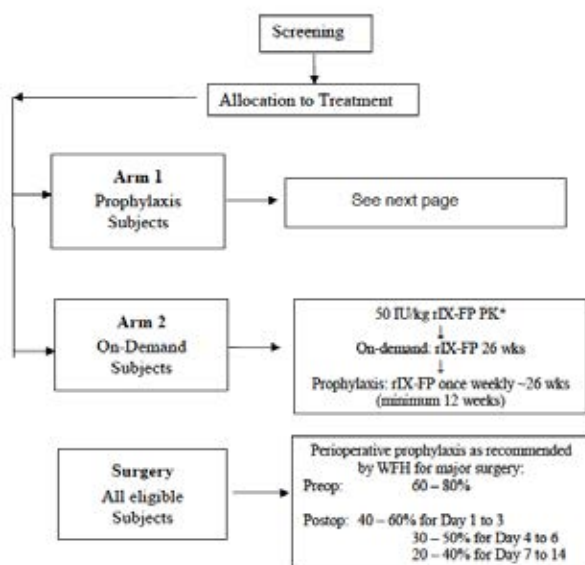 Screening
Allocation to Treatment
Arm 1
Prophylaxis
Subjects
See next page
Arm 2
On-Demand
Subjects
50 IU/kg rIX-FP PK*
↓
On-demand: rIX-FP 26 wks
↓
Prophylaxis: rIX-FP once weekly ~26 wks
(minimum 12 weeks)
Surgery
All eligible
Subjects
Perioperative prophylaxis as recommended
by WFH for major surgery:
Preop: 60 – 80%
Postop: 40 – 60% for Day 1 to 3
30 – 50% for Day 4 to 6
20 – 40% for Day 7 to 14